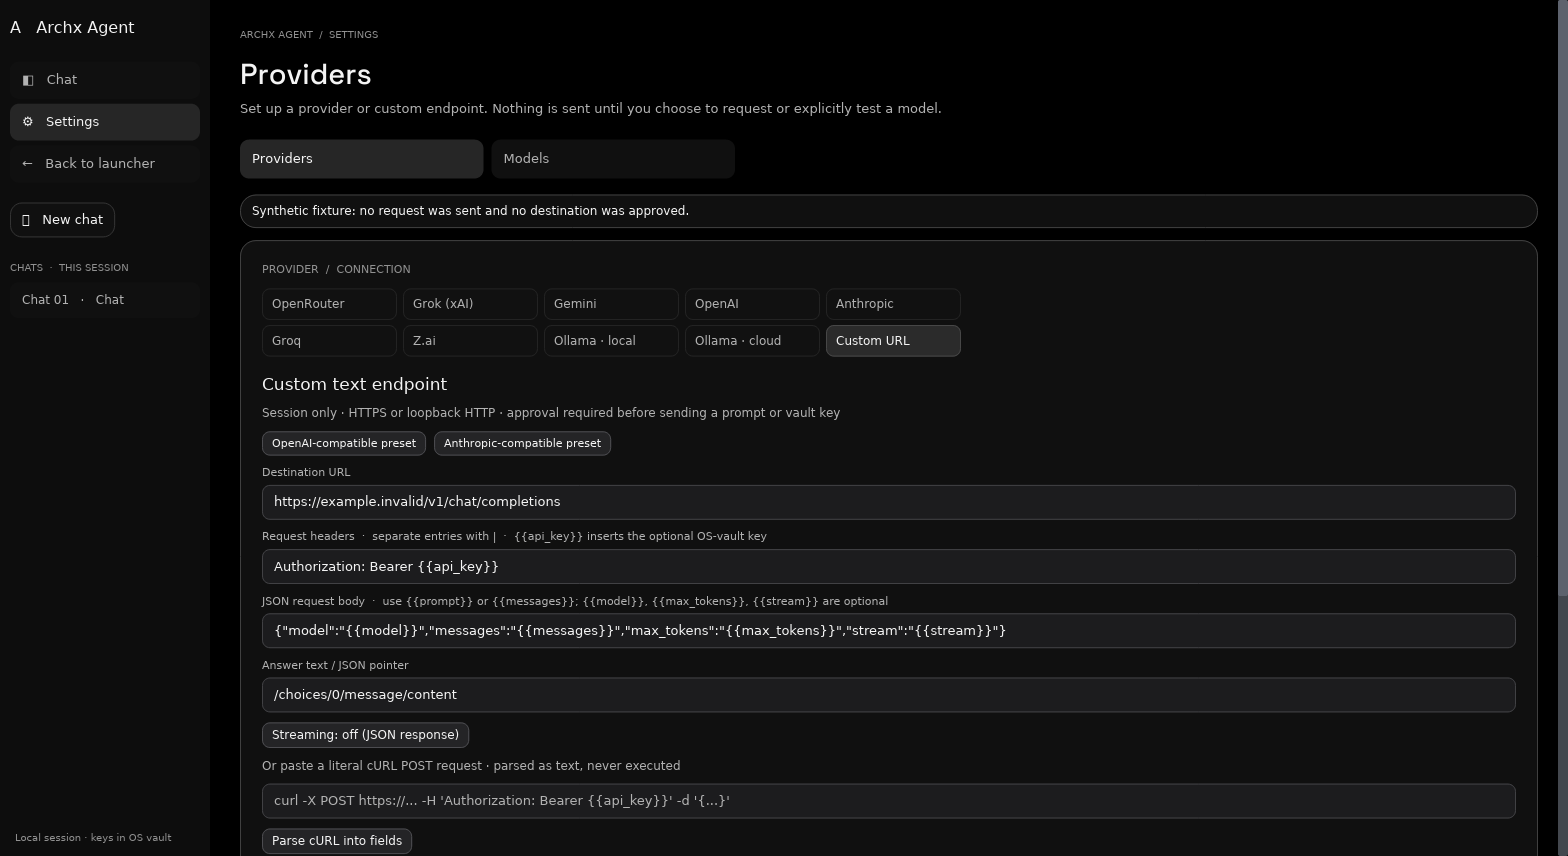 A Archx Agent
Chat
Settings
← Back to launcher
New chat
CHATS · THIS SESSION
Chat 01 · Chat
Local session · keys in OS vault
ARCHX AGENT / SETTINGS
Providers
Set up a provider or custom endpoint. Nothing is sent until you choose to request or explicitly test a model.
Providers Models
Synthetic fixture: no request was sent and no destination was approved.
PROVIDER / CONNECTION
OpenRouter Grok (xAI) Gemini OpenAI Anthropic
Groq Z.ai Ollama · local Ollama · cloud Custom URL
Custom text endpoint
Session only · HTTPS or loopback HTTP · approval required before sending a prompt or vault key
OpenAI-compatible preset Anthropic-compatible preset
Destination URL
https://example.invalid/v1/chat/completions
Request headers · separate entries with | · {{api_key}} inserts the optional OS-vault key
Authorization: Bearer {{api_key}}
JSON request body · use {{prompt}} or {{messages}}; {{model}}, {{max_tokens}}, {{stream}} are optional
{"model":"{{model}}","messages":"{{messages}}","max_tokens":"{{max_tokens}}","stream":"{{stream}}"}
Answer text / JSON pointer
/choices/0/message/content
Streaming: off (JSON response)
Or paste a literal cURL POST request · parsed as text, never executed
curl -X POST https://... -H 'Authorization: Bearer {{api_key}}' -d '{...}'
Parse cURL into fields